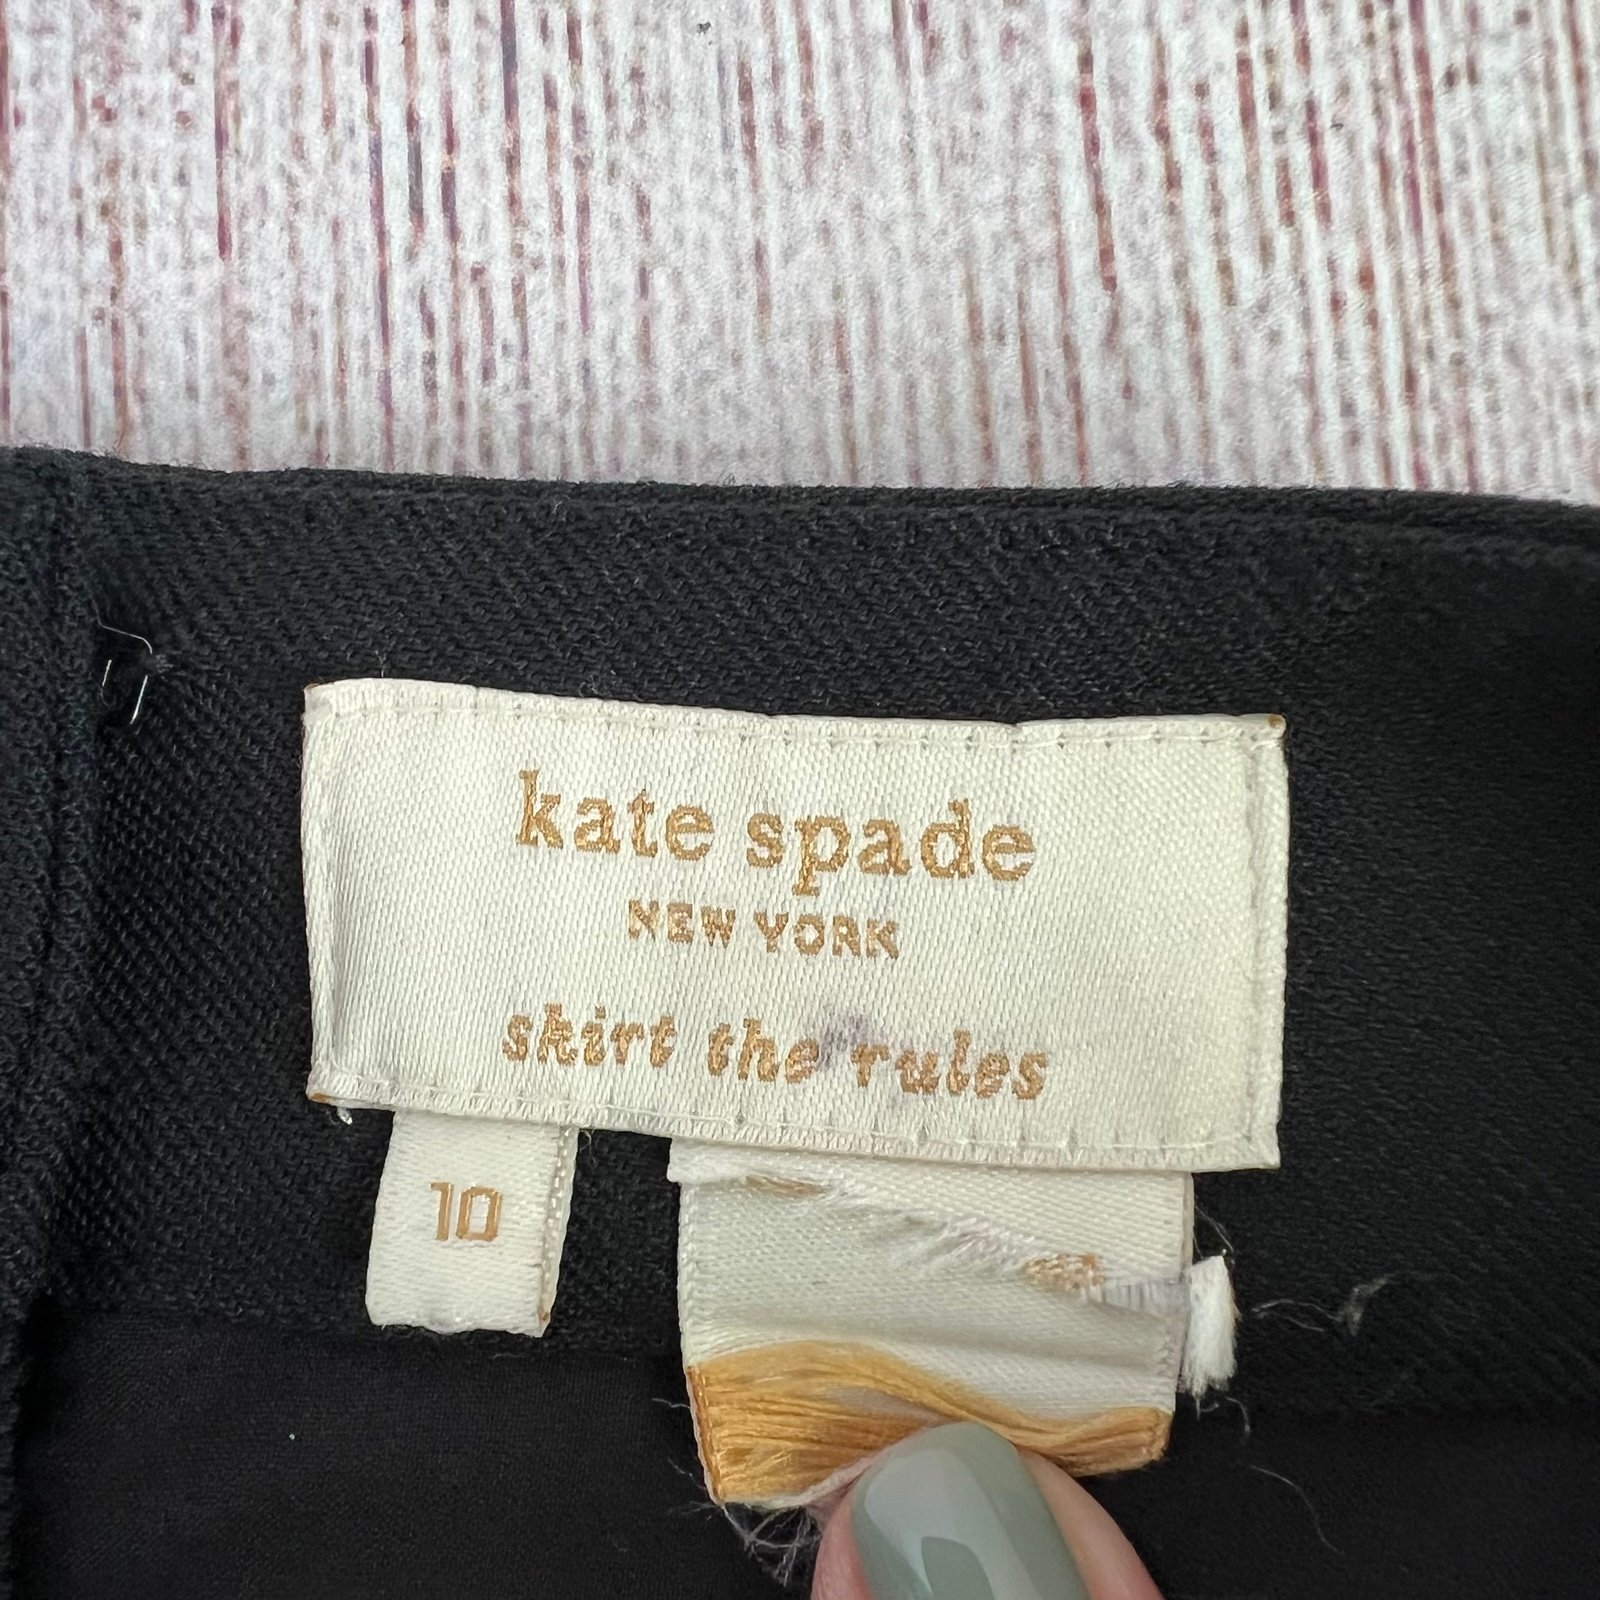 kate spade
NEW YORK
skirt the rules
10